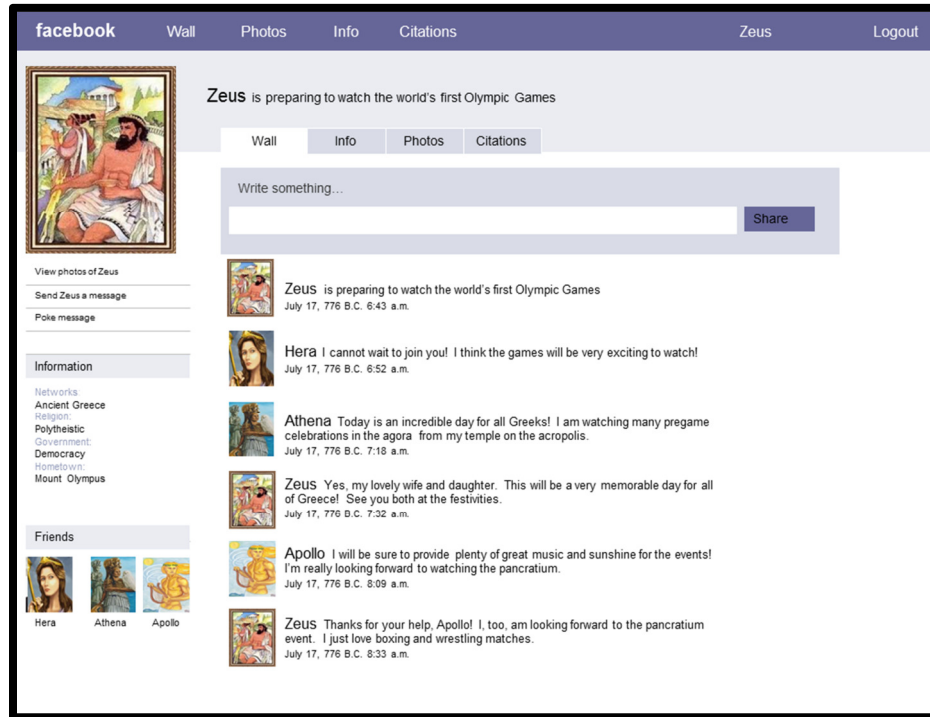 facebook Wall Photos Info Citations Zeus Logout
Zeus is preparing to watch the world's first Olympic Games
Wall Info Photos Citations
Write something…
Share
View photos of Zeus
Send Zeus a message
Poke message
Information
Networks:
Ancient Greece
Religion:
Polytheistic
Government:
Democracy
Hometown:
Mount Olympus
Friends
Hera Athena Apollo
Zeus is preparing to watch the world's first Olympic Games
July 17, 776 B.C. 6:43 a.m.
Hera I cannot wait to join you! I think the games will be very exciting to watch!
July 17, 776 B.C. 6:52 a.m.
Athena Today is an incredible day for all Greeks! I am watching many pregame
celebrations in the agora from my temple on the acropolis.
July 17, 776 B.C. 7:18 a.m.
Zeus Yes, my lovely wife and daughter. This will be a very memorable day for all
of Greece! See you both at the festivities.
July 17, 776 B.C. 7:32 a.m.
Apollo I will be sure to provide plenty of great music and sunshine for the events!
I'm really looking forward to watching the pancratium.
July 17, 776 B.C. 8:09 a.m.
Zeus Thanks for your help, Apollo! I, too, am looking forward to the pancratium
event. I just love boxing and wrestling matches.
July 17, 776 B.C. 8:33 a.m.